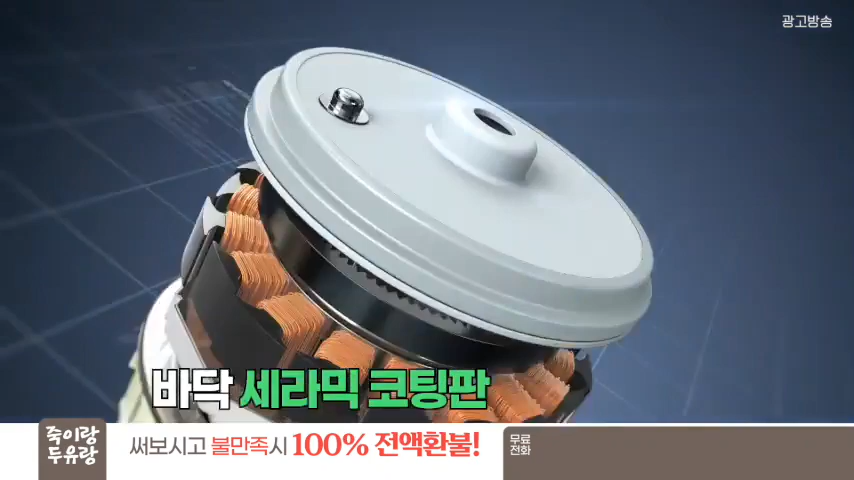 광고방송
바닥 세라믹 코팅판
죽이랑
두유랑
써보시고 불만족시 100% 전액환불!
무료
전화